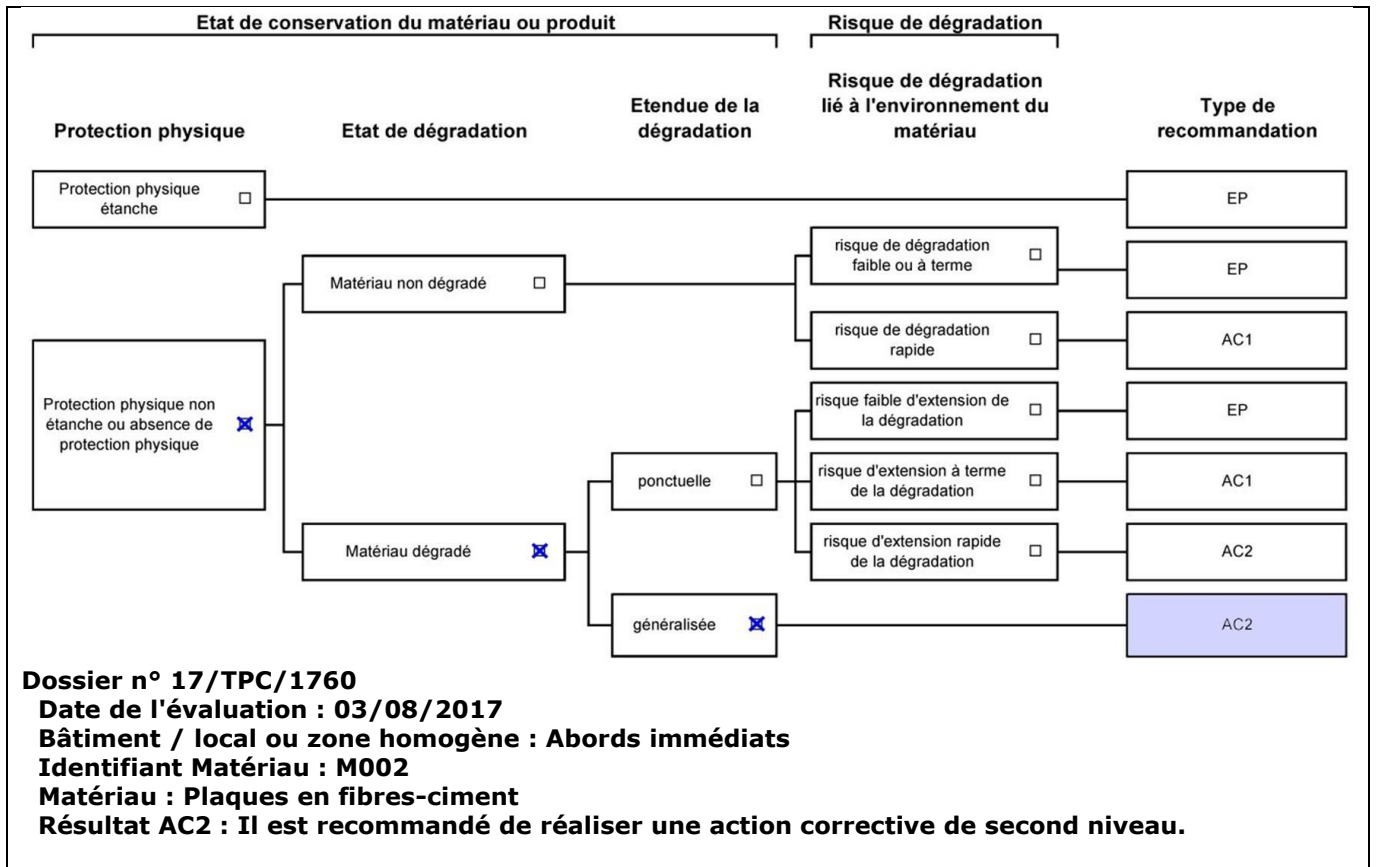 Etat de conservation du matériau ou produit
Risque de dégradation
Protection physique
Etat de dégradation
Etendue de la
dégradation
Risque de dégradation
lié à l'environnement du
matériau
Type de
recommandation
Protection physique
étanche
EP
risque de dégradation
faible ou à terme
EP
Matériau non dégradé
risque de dégradation
rapide
AC1
Protection physique non
étanche ou absence de
protection physique
risque faible d'extension de
la dégradation
EP
ponctuelle
risque d'extension à terme
de la dégradation
AC1
Matériau dégradé
risque d'extension rapide
de la dégradation
AC2
généralisée
AC2
Dossier n° 17/TPC/1760
Date de l'évaluation : 03/08/2017
Bâtiment / local ou zone homogène : Abords immédiats
Identifiant Matériau : M002
Matériau : Plaques en fibres-ciment
Résultat AC2 : Il est recommandé de réaliser une action corrective de second niveau.